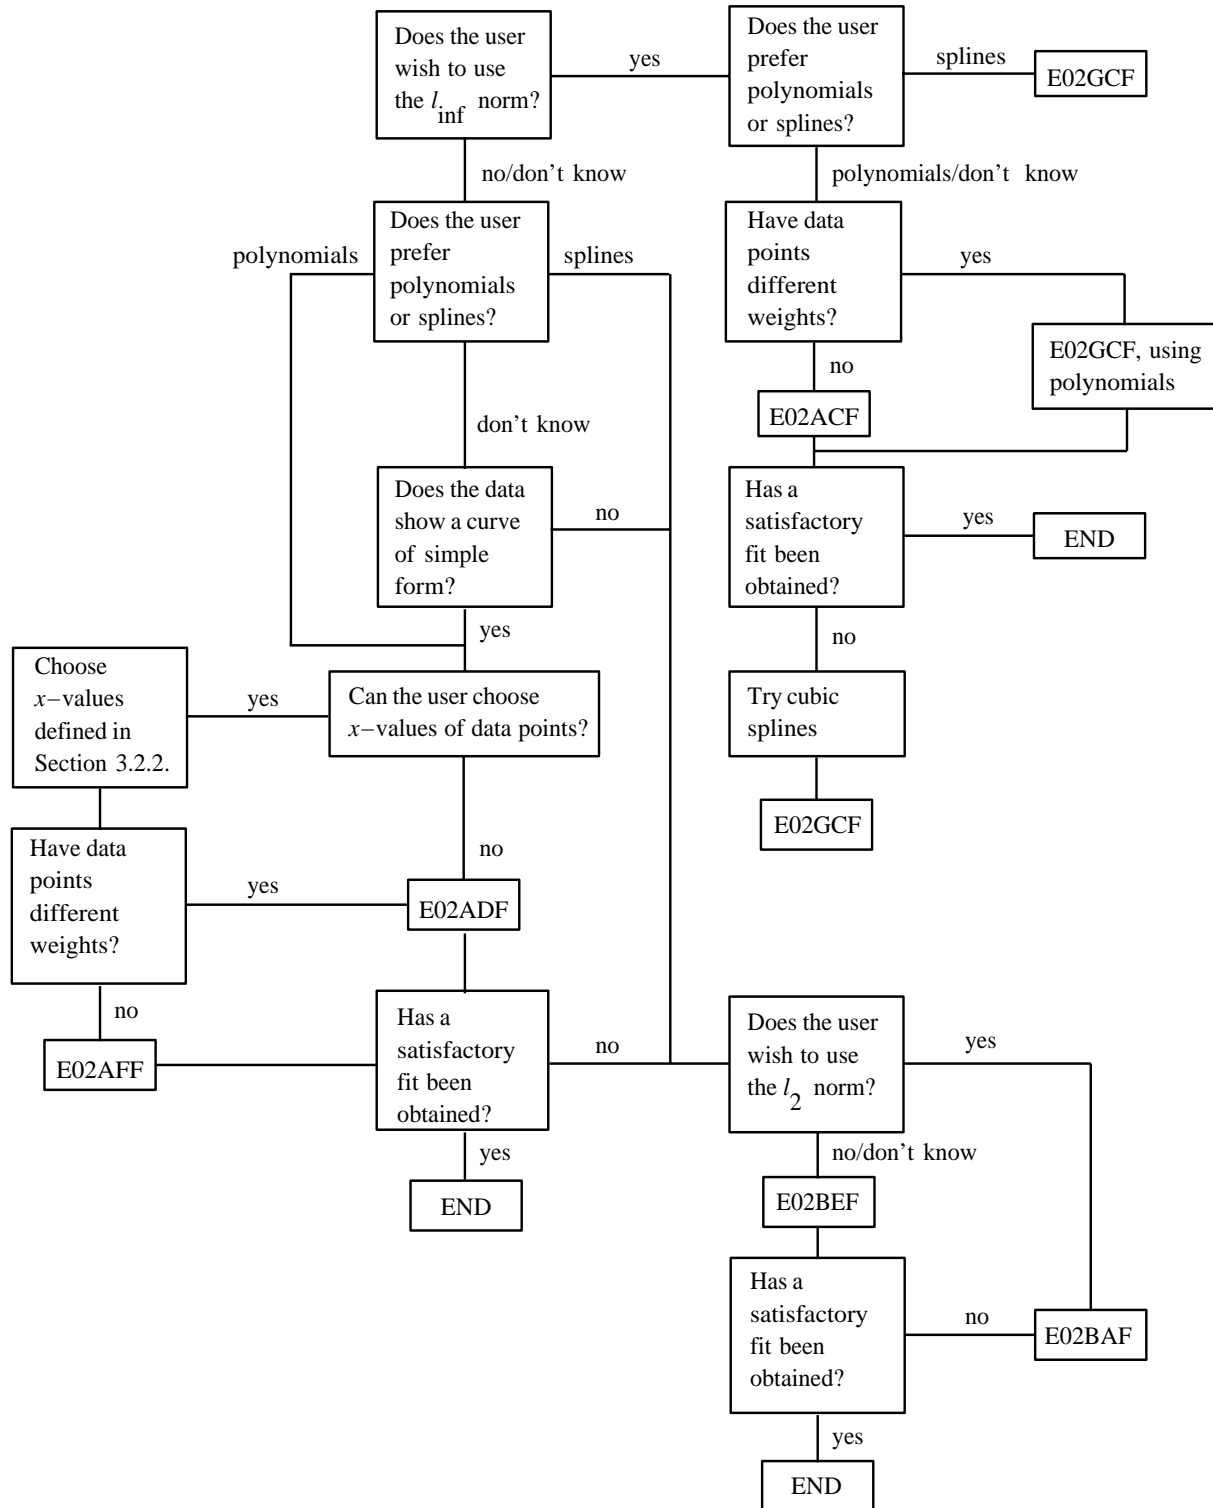 Does the user
wish to use
the l_inf norm?
yes
Does the user
prefer
polynomials
or splines?
splines
E02GCF
no/don't know
polynomials/don't know
polynomials
Does the user
prefer
polynomials
or splines?
splines
Have data
points
different
weights?
yes
E02GCF, using
polynomials
no
E02ACF
don't know
Does the data
show a curve
of simple
form?
no
Has a
satisfactory
fit been
obtained?
yes
END
yes
no
Choose
x–values
defined in
Section 3.2.2.
yes
Can the user choose
x–values of data points?
Try cubic
splines
E02GCF
no
Have data
points
different
weights?
yes
E02ADF
no
E02AFF
Has a
satisfactory
fit been
obtained?
no
Does the user
wish to use
the l_2 norm?
yes
yes
END
no/don't know
E02BEF
Has a
satisfactory
fit been
obtained?
no
E02BAF
yes
END